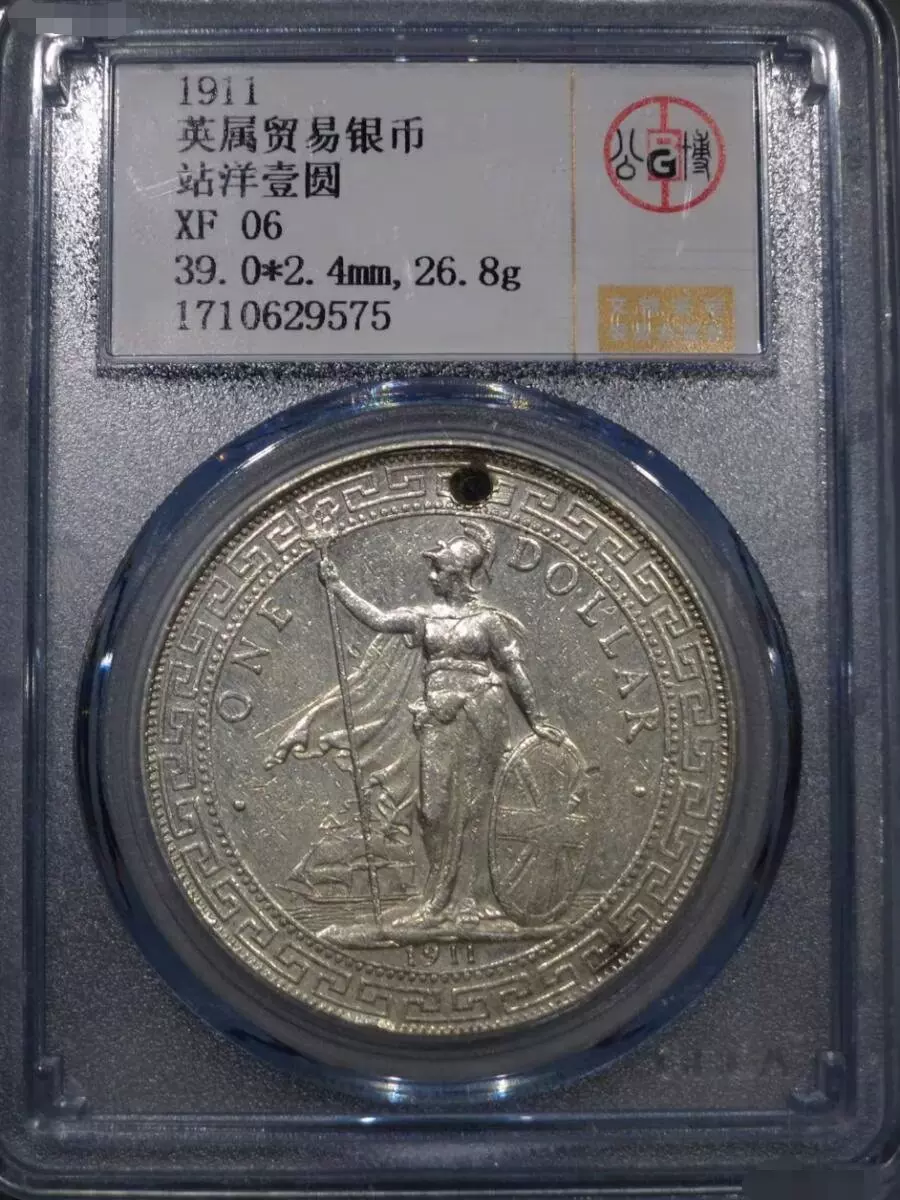 1911
英属贸易银币
站洋壹圆
XF 06
39.0*2.4mm,26.8g
1710629575
公 G 博
ONE DOLLAR
1911